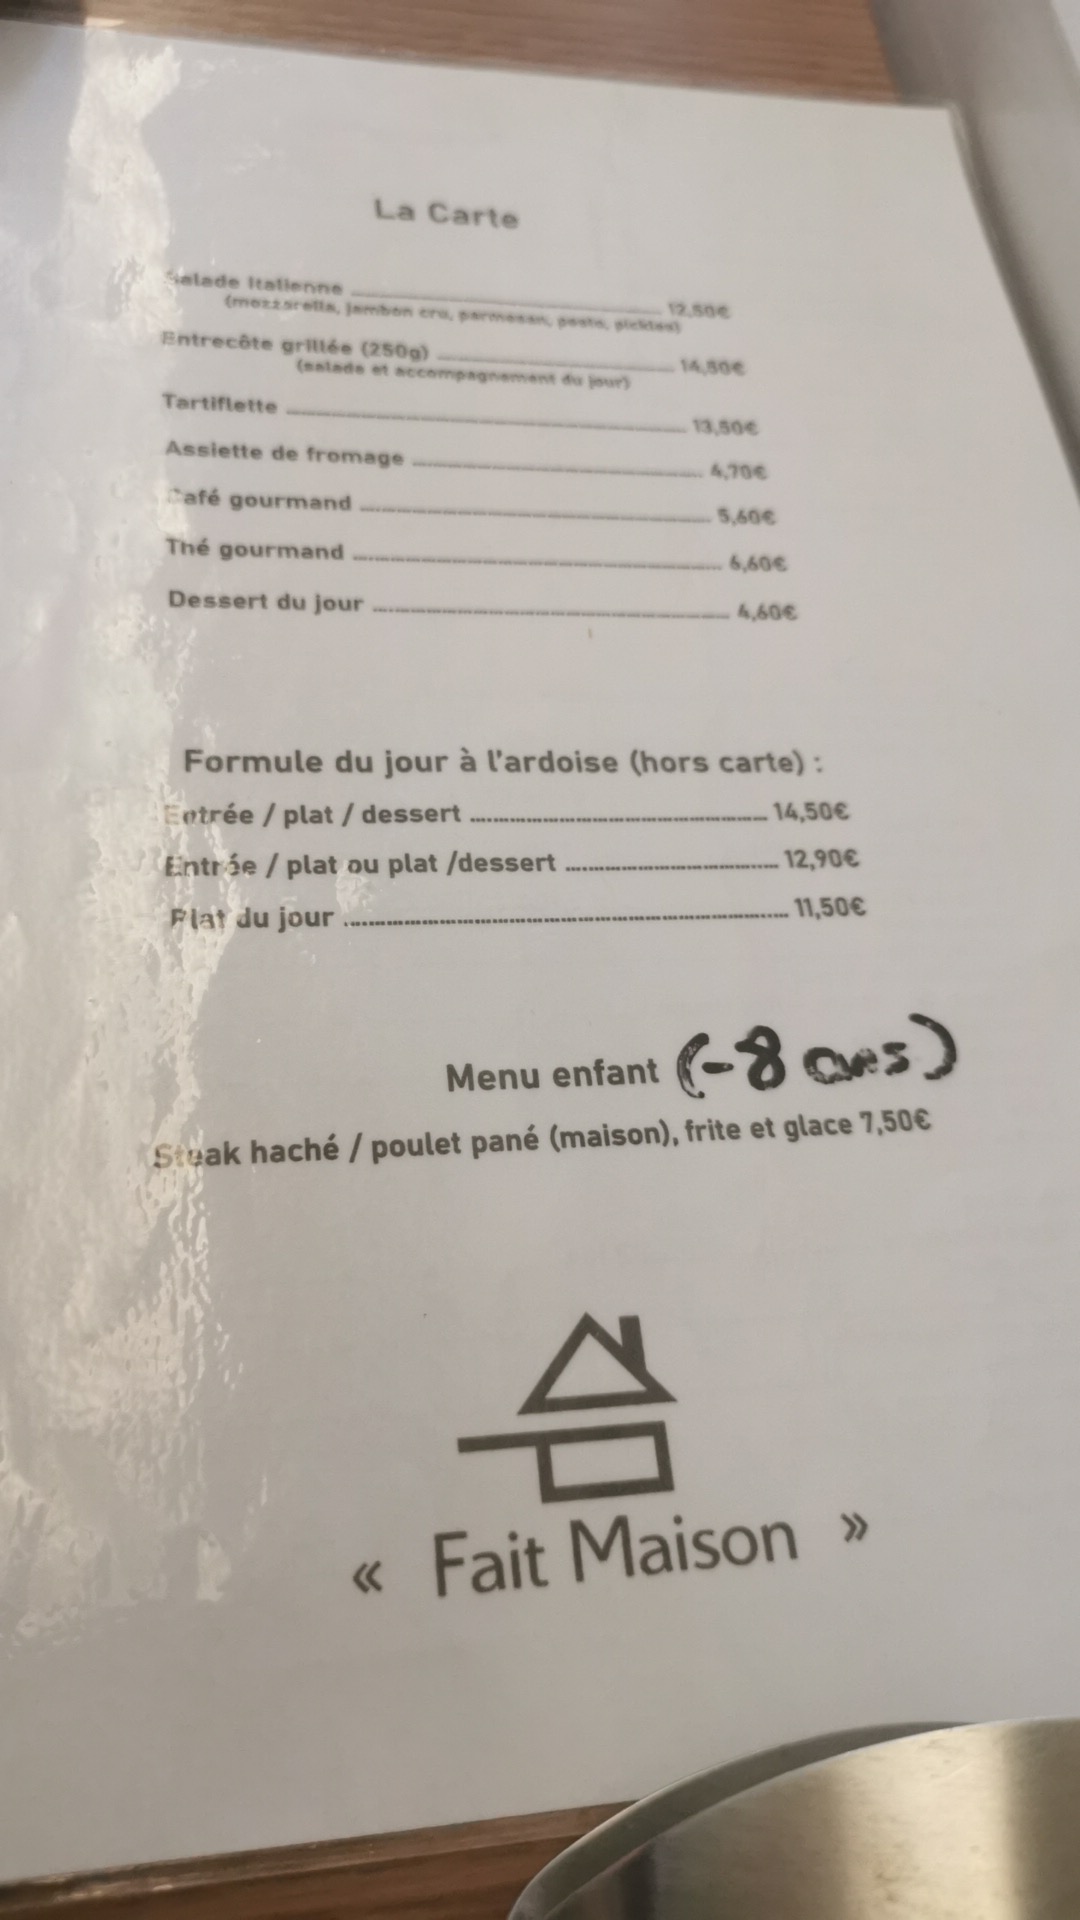 La Carte
Salade Italienne ........ 12,50€
(mozzarella, jambon cru, parmesan, pesto, pickles)
Entrecôte grillée (250g) ........ 14,50€
(salade et accompagnement du jour)
Tartiflette ........ 13,50€
Assiette de fromage ........ 4,70€
Café gourmand ........ 5,60€
Thé gourmand ........ 6,60€
Dessert du jour ........ 4,60€
Formule du jour à l'ardoise (hors carte) :
Entrée / plat / dessert ........ 14,50€
Entrée / plat ou plat /dessert ........ 12,90€
Plat du jour ........ 11,50€
Menu enfant (-8 ans)
Steak haché / poulet pané (maison), frite et glace 7,50€
« Fait Maison »